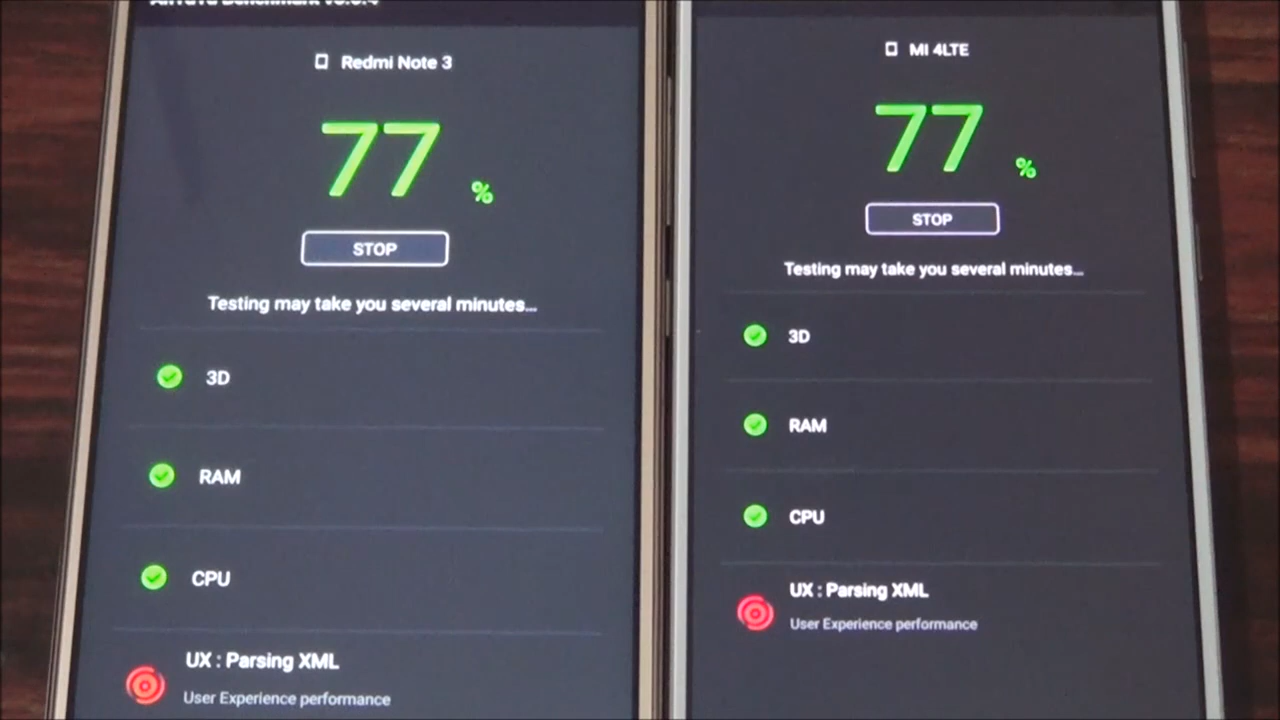 AnTuTu Benchmark
Redmi Note 3
77 %
STOP
Testing may take you several minutes...
3D
RAM
CPU
UX : Parsing XML
User Experience performance
MI 4LTE
77 %
STOP
Testing may take you several minutes...
3D
RAM
CPU
UX : Parsing XML
User Experience performance